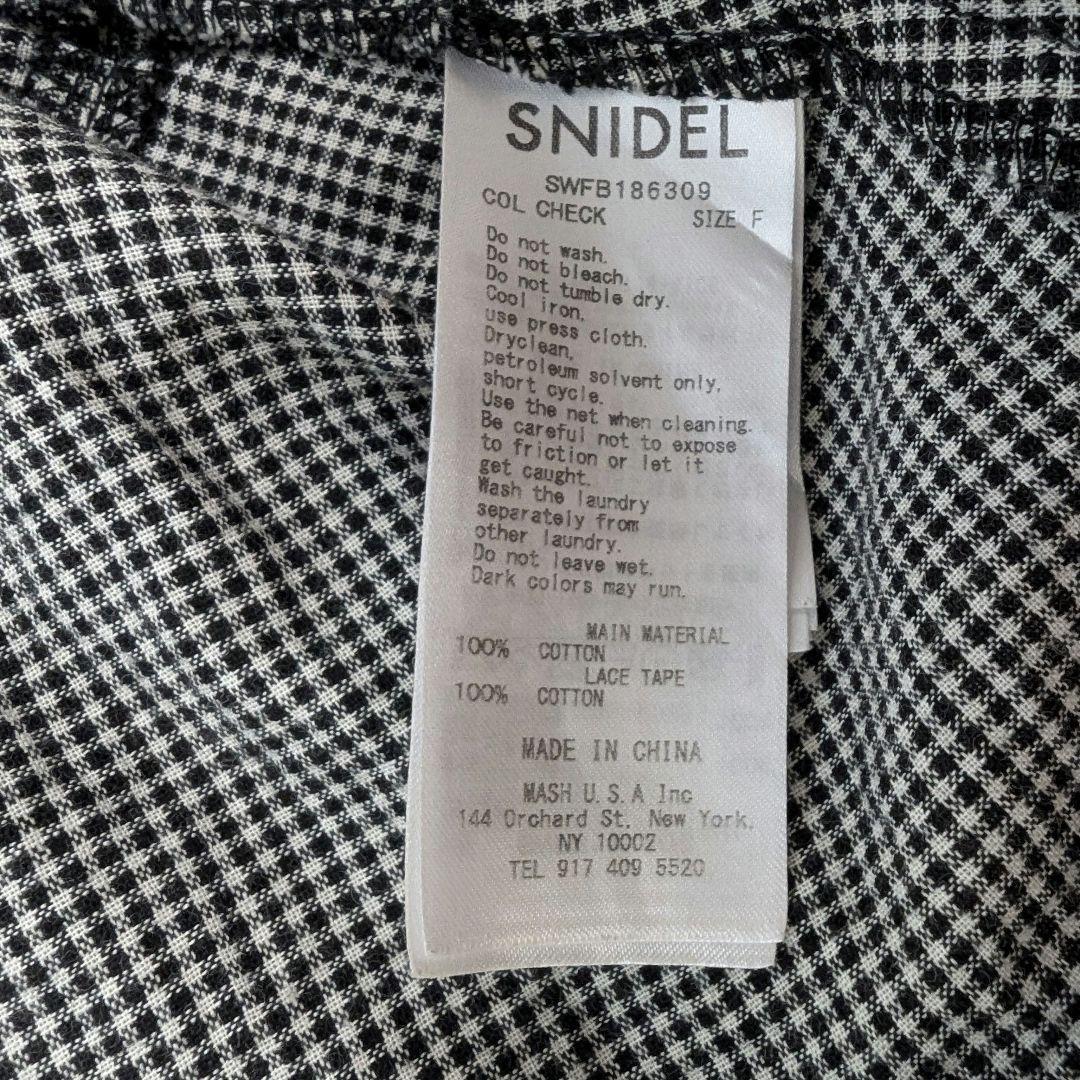 SNIDEL
SWFB186309
COL CHECK SIZE F
Do not wash.
Do not bleach.
Do not tumble dry.
Cool iron,
use press cloth.
Dryclean,
petroleum solvent only,
short cycle.
Use the net when cleaning.
Be careful not to expose
to friction or let it
get caught.
Wash the laundry
separately from
other laundry.
Do not leave wet.
Dark colors may run.
MAIN MATERIAL
100% COTTON
LACE TAPE
100% COTTON
MADE IN CHINA
MASH U.S.A Inc
144 Orchard St. New York,
NY 10002
TEL 917 409 5520